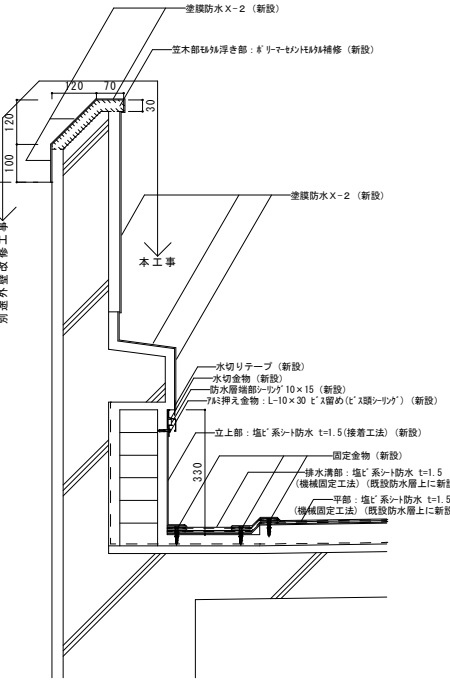 塗膜防水X-2（新設）
笠木部ﾓﾙﾀﾙ浮き部：ﾎﾟﾘﾏｰｾﾒﾝﾄﾓﾙﾀﾙ補修（新設）
120
70
30
120
100
塗膜防水X-2（新設）
本工事
別途外壁改修工事
水切りテープ（新設）
水切金物（新設）
防水層端部ｼｰﾘﾝｸﾞ10×15（新設）
ｱﾙﾐ押え金物：L-10×30 ﾋﾞｽ留め(ﾋﾞｽ頭ｼｰﾘﾝｸﾞ)（新設）
立上部：塩ﾋﾞ系ｼｰﾄ防水 t=1.5(接着工法)（新設）
330
固定金物（新設）
排水溝部：塩ﾋﾞ系ｼｰﾄ防水 t=1.5
(機械固定工法)（既設防水層上に新設
平部：塩ﾋﾞ系ｼｰﾄ防水 t=1.5
(機械固定工法)（既設防水層上に新設